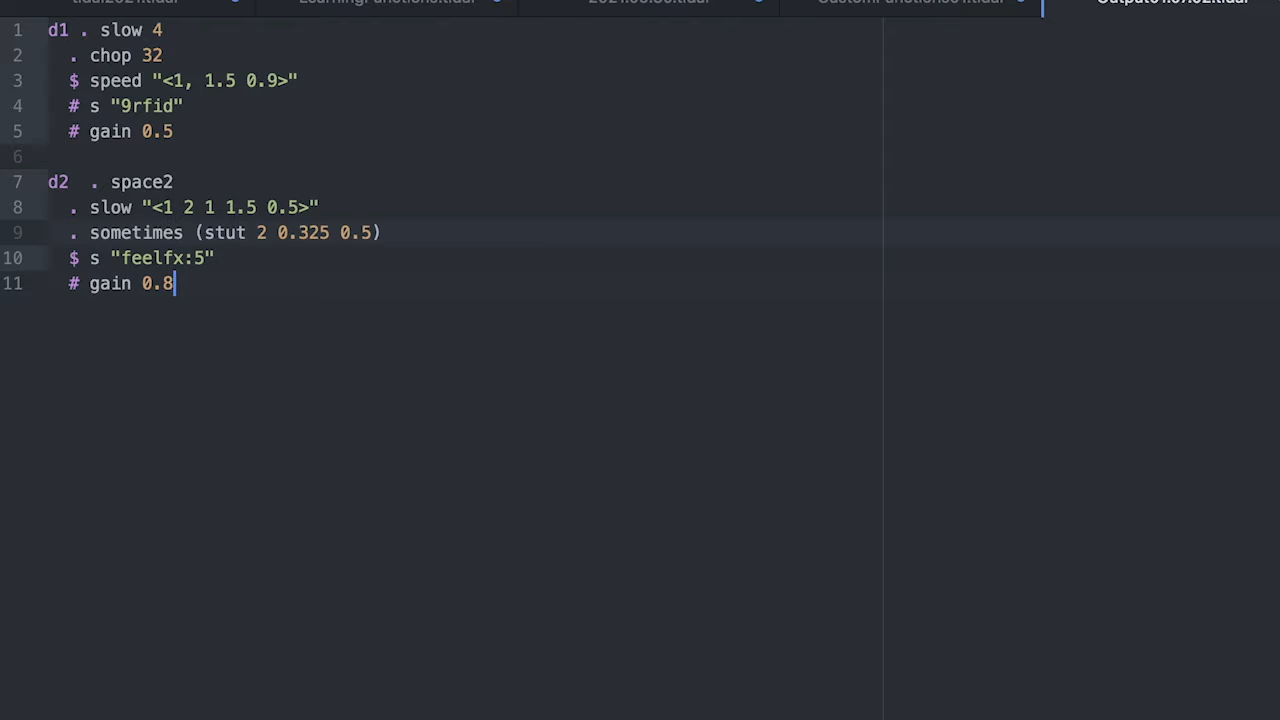 1 d1 . slow 4
2 . chop 32
3 $ speed "<1, 1.5 0.9>"
4 # s "9rfid"
5 # gain 0.5
6
7 d2 . space2
8 . slow "<1 2 1 1.5 0.5>"
9 . sometimes (stut 2 0.325 0.5)
10 $ s "feelfx:5"
11 # gain 0.8